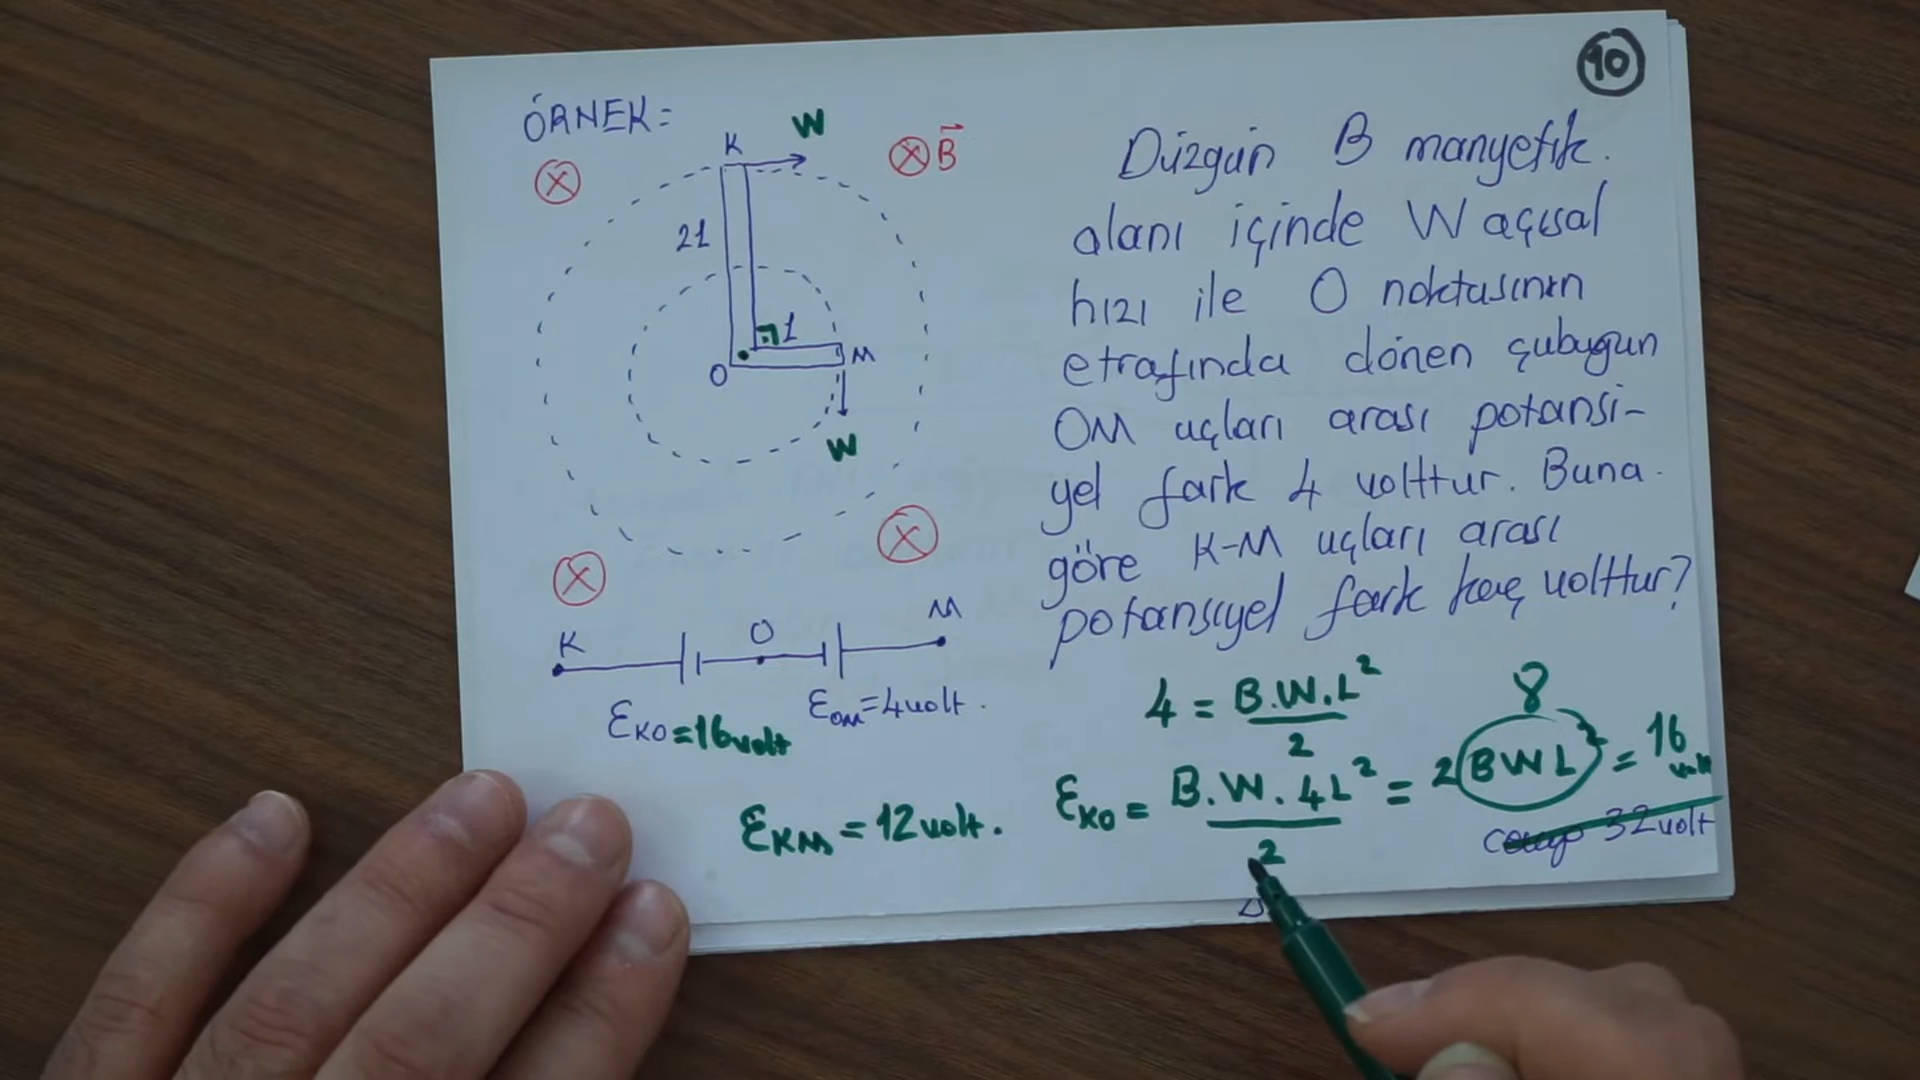 10
ÖRNEK:
W
K
B
2l
l
O
M
W
Düzgün B manyetik
alanı içinde W açısal
hızı ile O noktasının
etrafında dönen çubuğun
OM uçları arası potansi-
yel fark 4 volttur. Buna
göre K-M uçları arası
potansiyel fark kaç volttur?
K O M
εKO=16volt εOM=4volt.
4 = B.W.L² / 2
8
εKO = B.W.4L² / 2 = 2BWL² = 16 volt
εKM = 12 volt.
cevap 32 volt